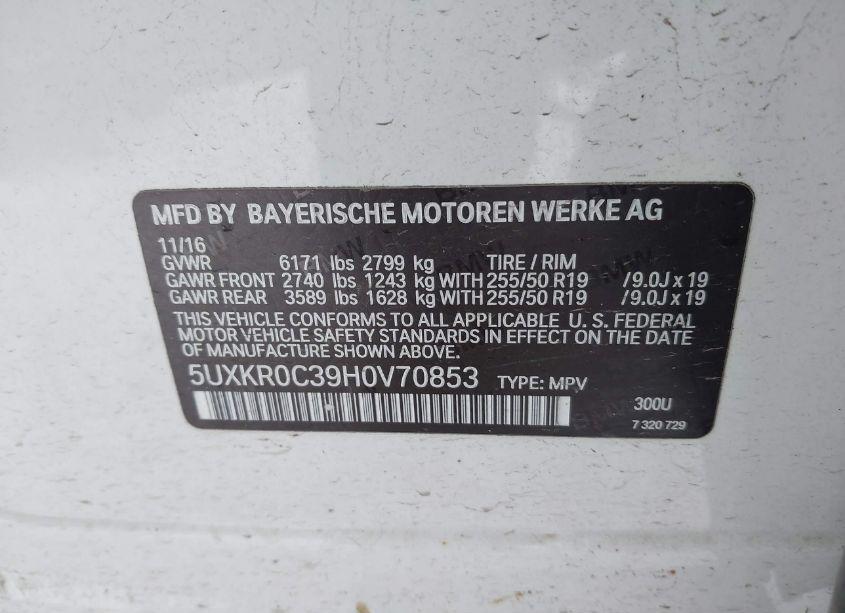 MFD BY BAYERISCHE MOTOREN WERKE AG
11/16
GVWR 6171 lbs 2799 kg TIRE / RIM
GAWR FRONT 2740 lbs 1243 kg WITH 255/50 R19 /9.0J x 19
GAWR REAR 3589 lbs 1628 kg WITH 255/50 R19 /9.0J x 19
THIS VEHICLE CONFORMS TO ALL APPLICABLE U. S. FEDERAL
MOTOR VEHICLE SAFETY STANDARDS IN EFFECT ON THE DATE
OF MANUFACTURE SHOWN ABOVE.
5UXKR0C39H0V70853 TYPE: MPV
300U
7 320 729